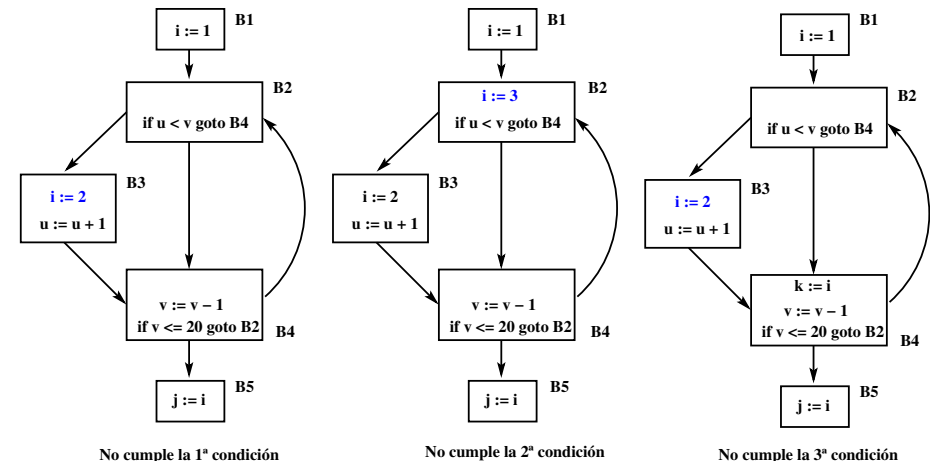 B1
i := 1
B2
if u < v goto B4
B3
i := 2
u := u + 1
v := v − 1
if v <= 20 goto B2
B4
B5
j := i
No cumple la 1ª condición
B1
i := 1
i := 3
B2
if u < v goto B4
B3
i := 2
u := u + 1
v := v − 1
if v <= 20 goto B2
B4
B5
j := i
No cumple la 2ª condición
B1
i := 1
B2
if u < v goto B4
B3
i := 2
u := u + 1
k := i
v := v − 1
if v <= 20 goto B2
B4
B5
j := i
No cumple la 3ª condición